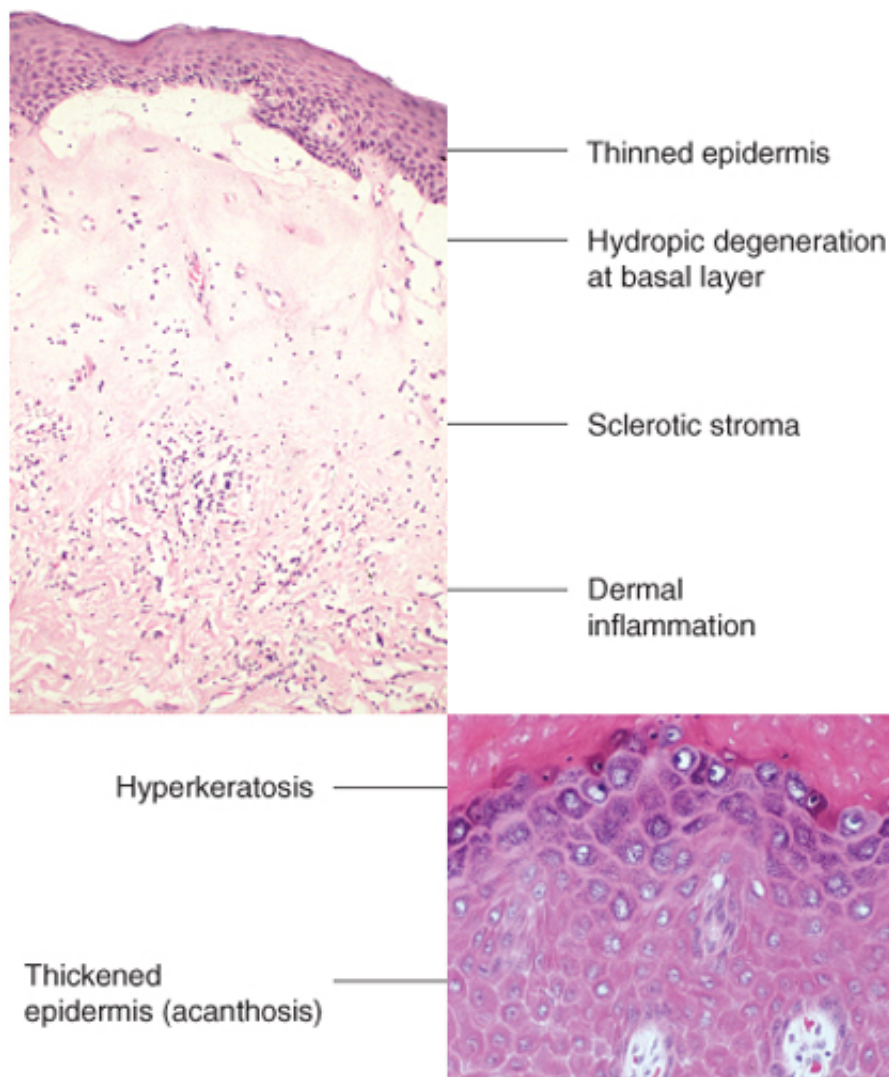 Thinned epidermis
Hydropic degeneration
at basal layer
Sclerotic stroma
Dermal
inflammation
Hyperkeratosis
Thickened
epidermis (acanthosis)